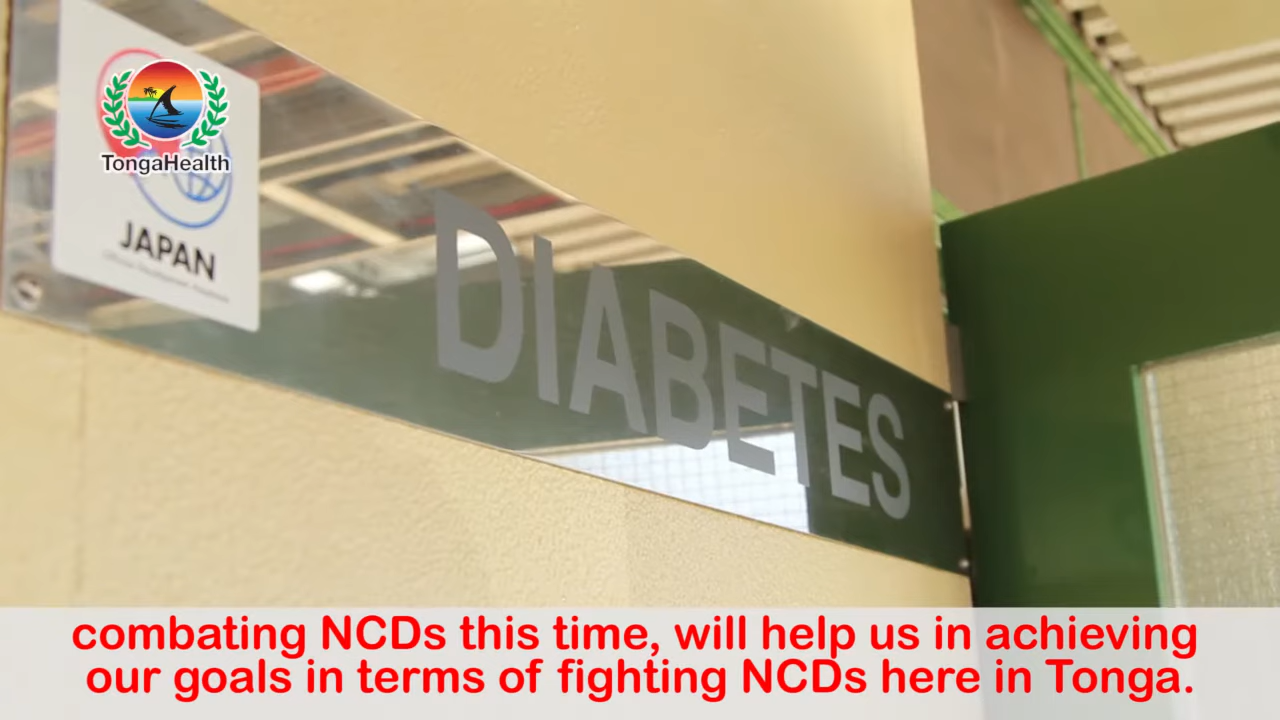 TongaHealth
JAPAN
DIABETES
combating NCDs this time, will help us in achieving
our goals in terms of fighting NCDs here in Tonga.